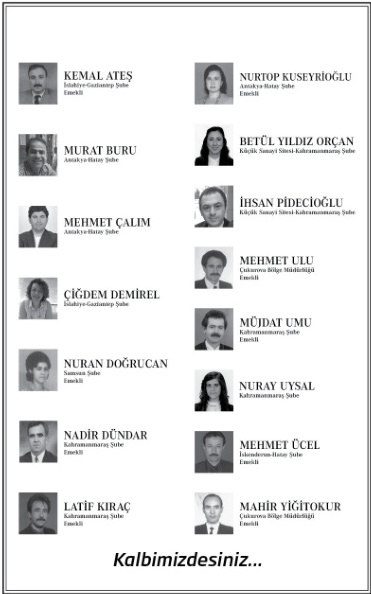 KEMAL ATEŞ
İslahiye-Gaziantep Şube
Emekli
MURAT BURU
Antakya-Hatay Şube
MEHMET ÇALIM
Antakya-Hatay Şube
ÇİĞDEM DEMİREL
İslahiye-Gaziantep Şube
NURAN DOĞRUCAN
Samsun Şube
Emekli
NADİR DÜNDAR
Kahramanmaraş Şube
Emekli
LATİF KIRAÇ
Kahramanmaraş Şube
Emekli
NURTOP KUSEYRİOĞLU
Antakya-Hatay Şube
Emekli
BETÜL YILDIZ ORÇAN
Küçük Sanayi Sitesi-Kahramanmaraş Şube
İHSAN PİDECİOĞLU
Küçük Sanayi Sitesi-Kahramanmaraş Şube
MEHMET ULU
Çukurova Bölge Müdürlüğü
Emekli
MÜJDAT UMU
Kahramanmaraş Şube
Emekli
NURAY UYSAL
Kahramanmaraş Şube
MEHMET ÜCEL
İskenderun-Hatay Şube
Emekli
MAHİR YİĞİTOKUR
Çukurova Bölge Müdürlüğü
Emekli
Kalbimizdesiniz...